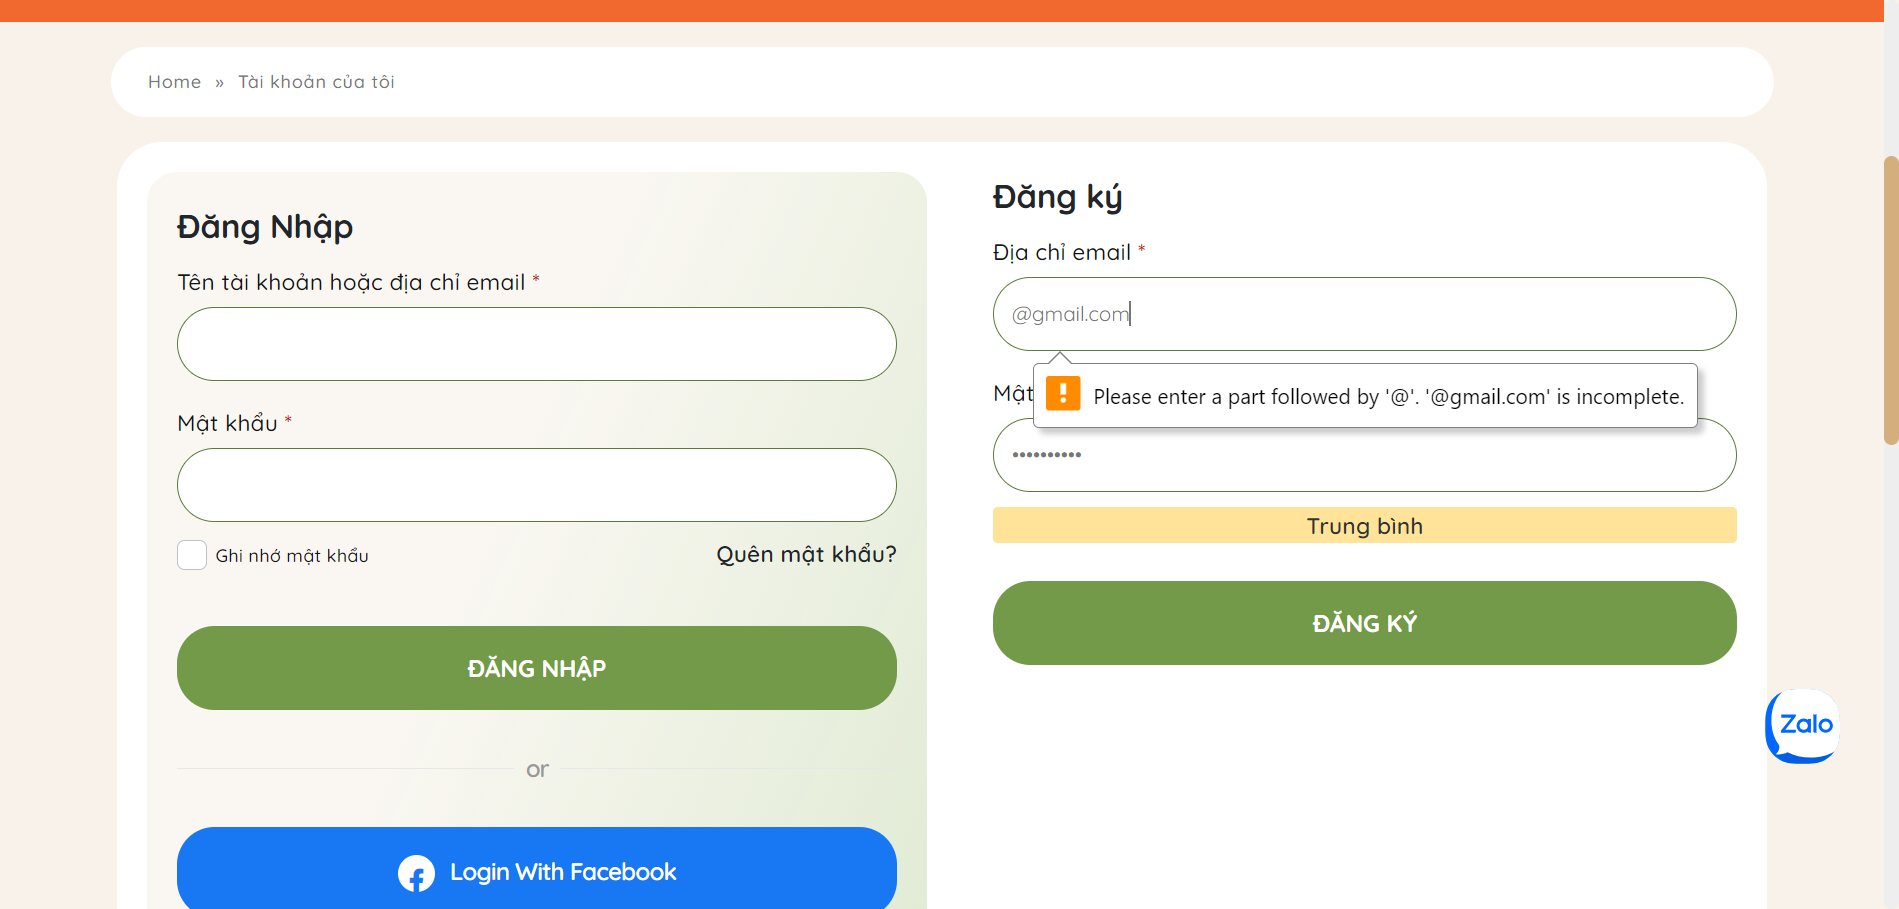 Home » Tài khoản của tôi
Đăng Nhập
Tên tài khoản hoặc địa chỉ email *
Mật khẩu *
Ghi nhớ mật khẩu
Quên mật khẩu?
ĐĂNG NHẬP
or
Login With Facebook
Đăng ký
Địa chỉ email *
@gmail.com
Mật
Please enter a part followed by '@'. '@gmail.com' is incomplete.
••••••••••
Trung bình
ĐĂNG KÝ
Zalo